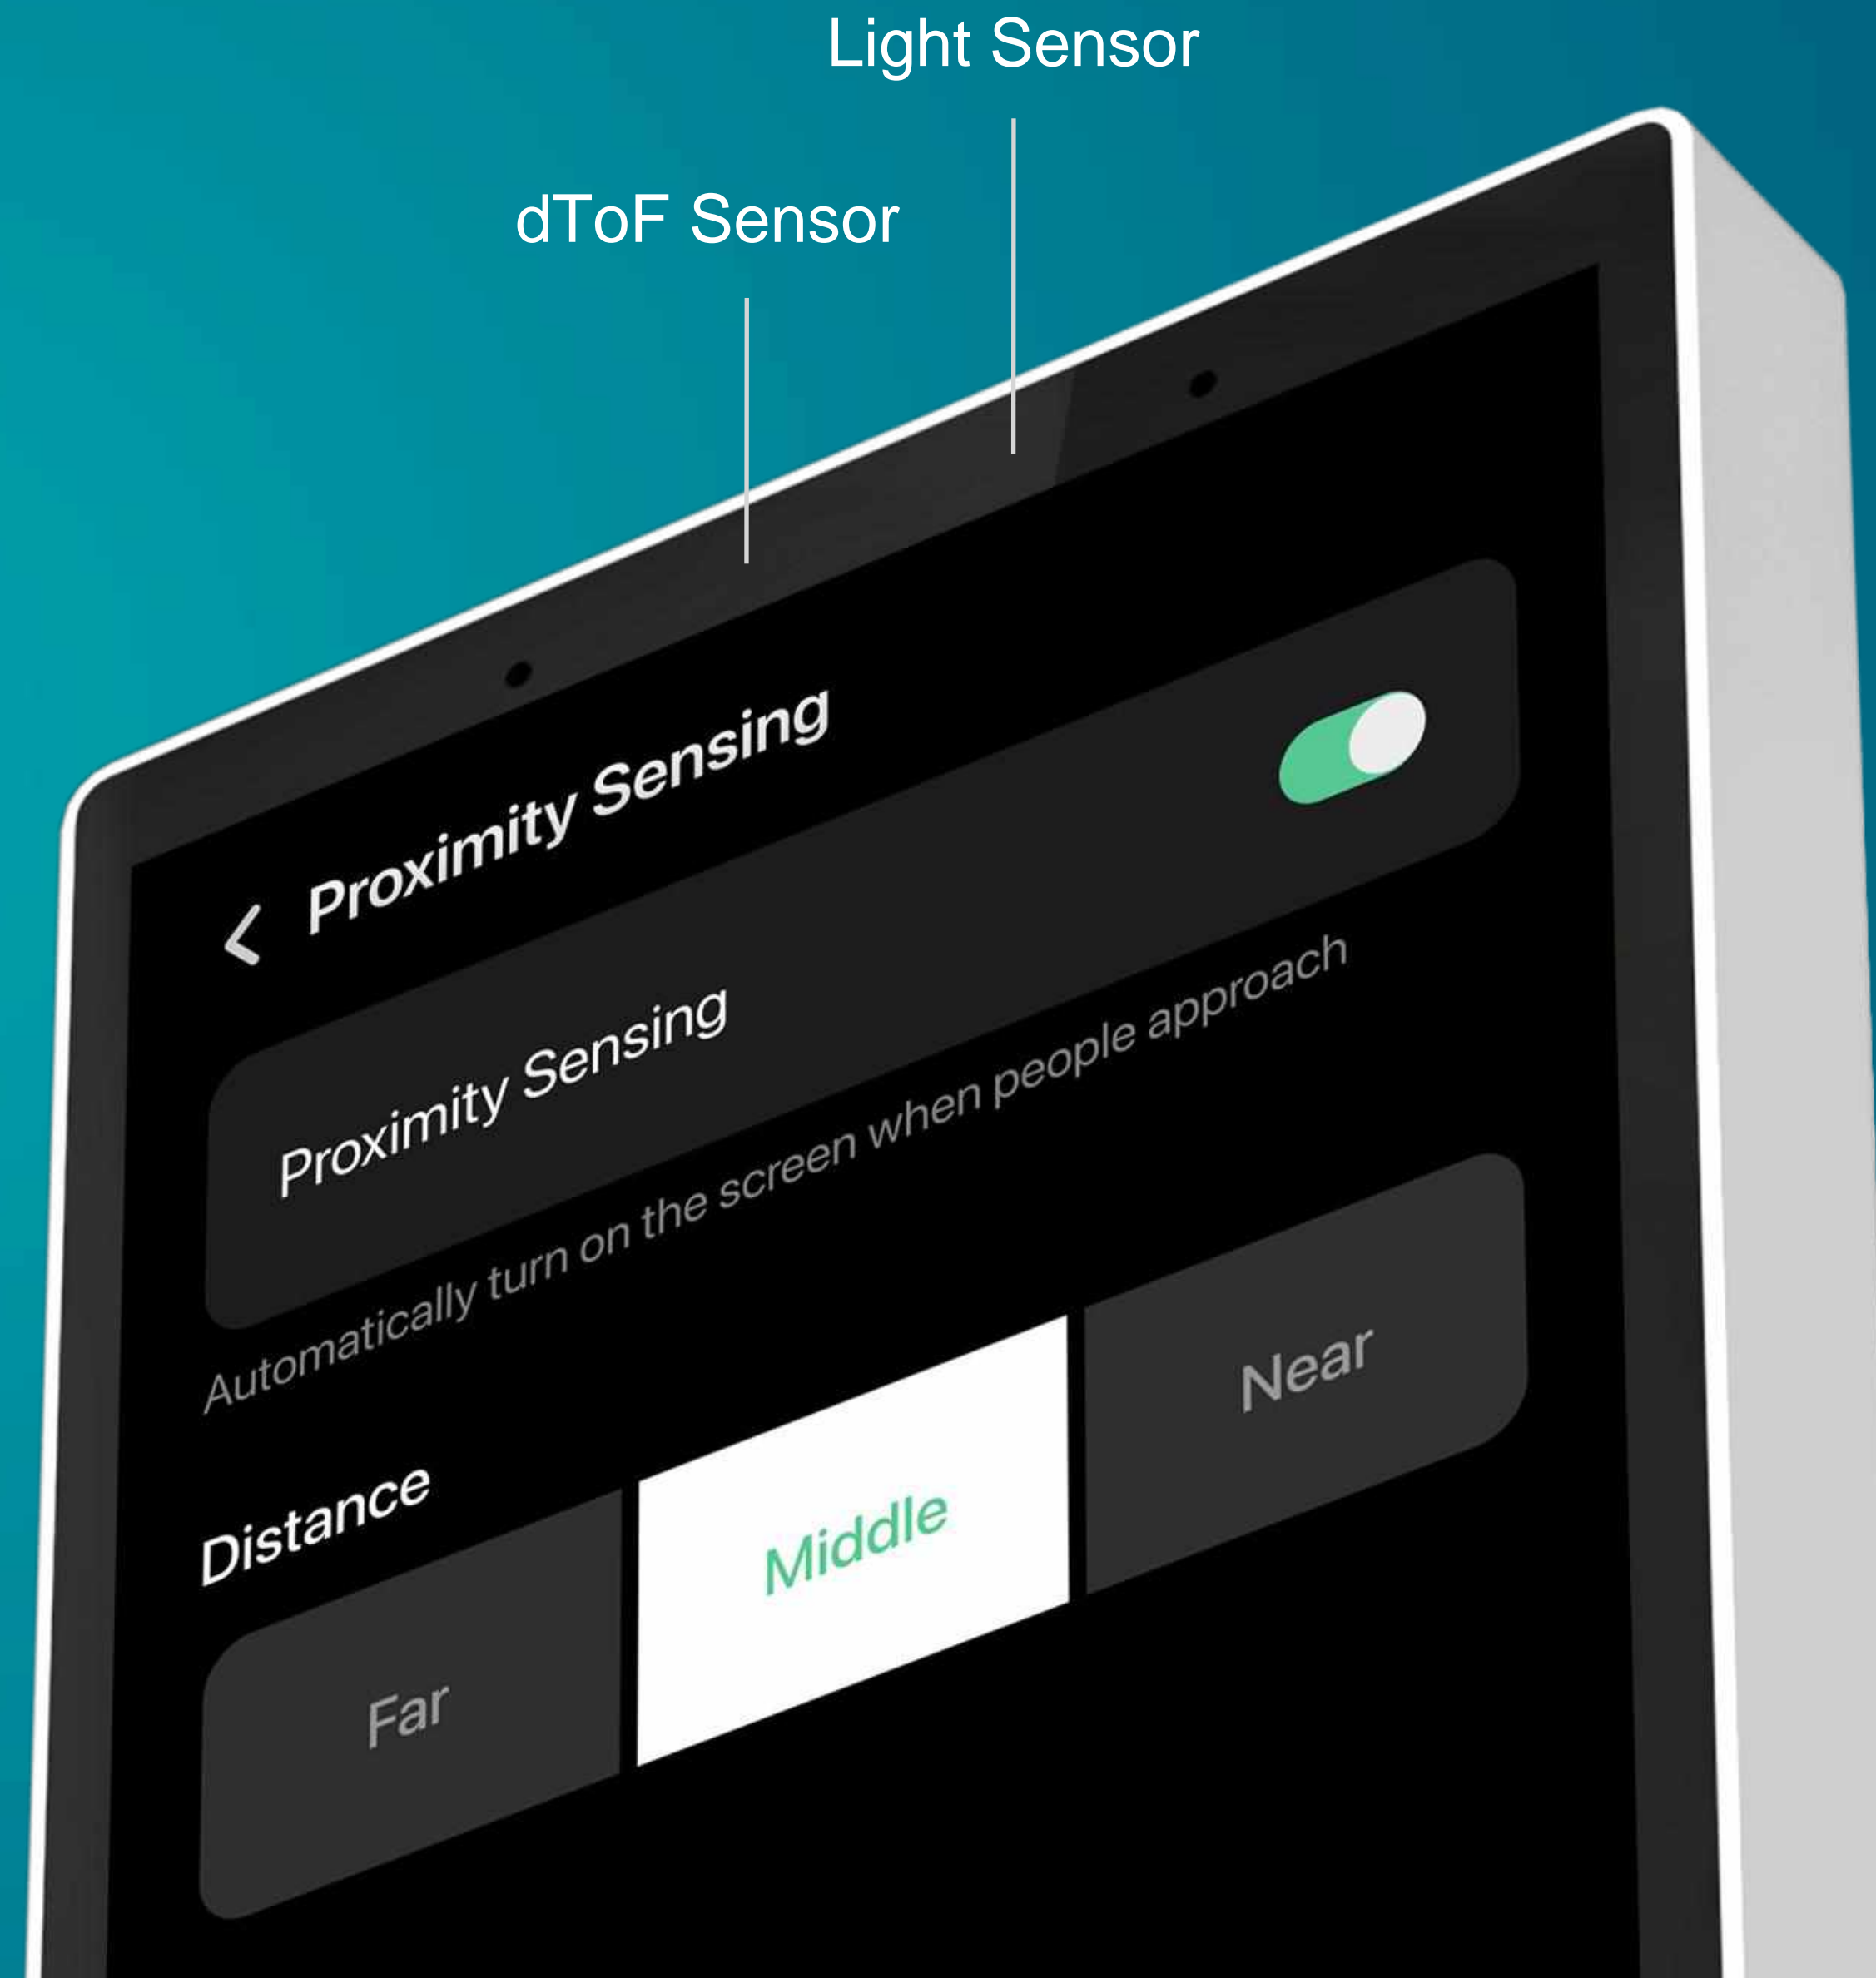 Light Sensor
dToF Sensor
Proximity Sensing
Proximity Sensing
Automatically turn on the screen when people approach
Distance
Far
Middle
Near